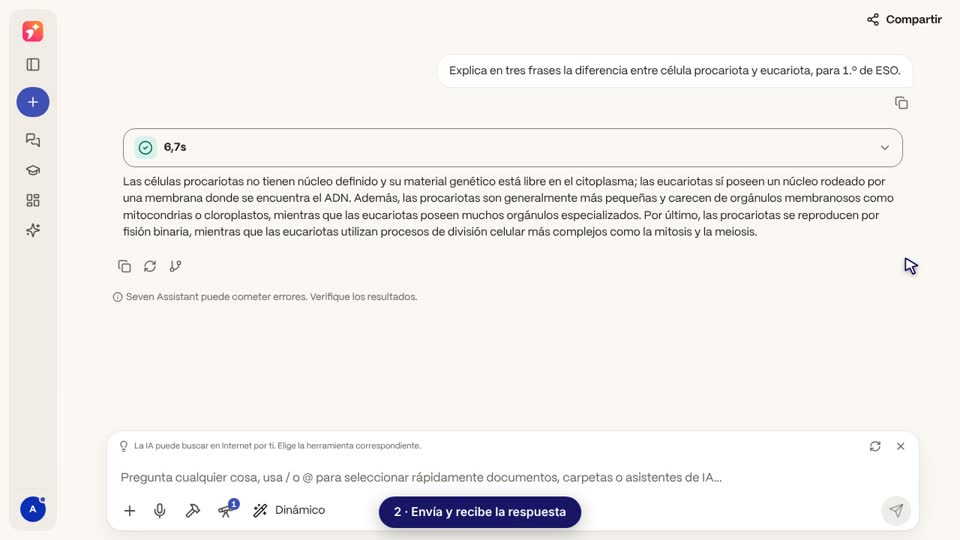 Compartir
Explica en tres frases la diferencia entre célula procariota y eucariota, para 1.º de ESO.
6,7s
Las células procariotas no tienen núcleo definido y su material genético está libre en el citoplasma; las eucariotas sí poseen un núcleo rodeado por
una membrana donde se encuentra el ADN. Además, las procariotas son generalmente más pequeñas y carecen de orgánulos membranosos como
mitocondrias o cloroplastos, mientras que las eucariotas poseen muchos orgánulos especializados. Por último, las procariotas se reproducen por
fisión binaria, mientras que las eucariotas utilizan procesos de división celular más complejos como la mitosis y la meiosis.
Seven Assistant puede cometer errores. Verifique los resultados.
La IA puede buscar en Internet por ti. Elige la herramienta correspondiente.
Pregunta cualquier cosa, usa / o @ para seleccionar rápidamente documentos, carpetas o asistentes de IA...
1
Dinámico
2 · Envía y recibe la respuesta
A